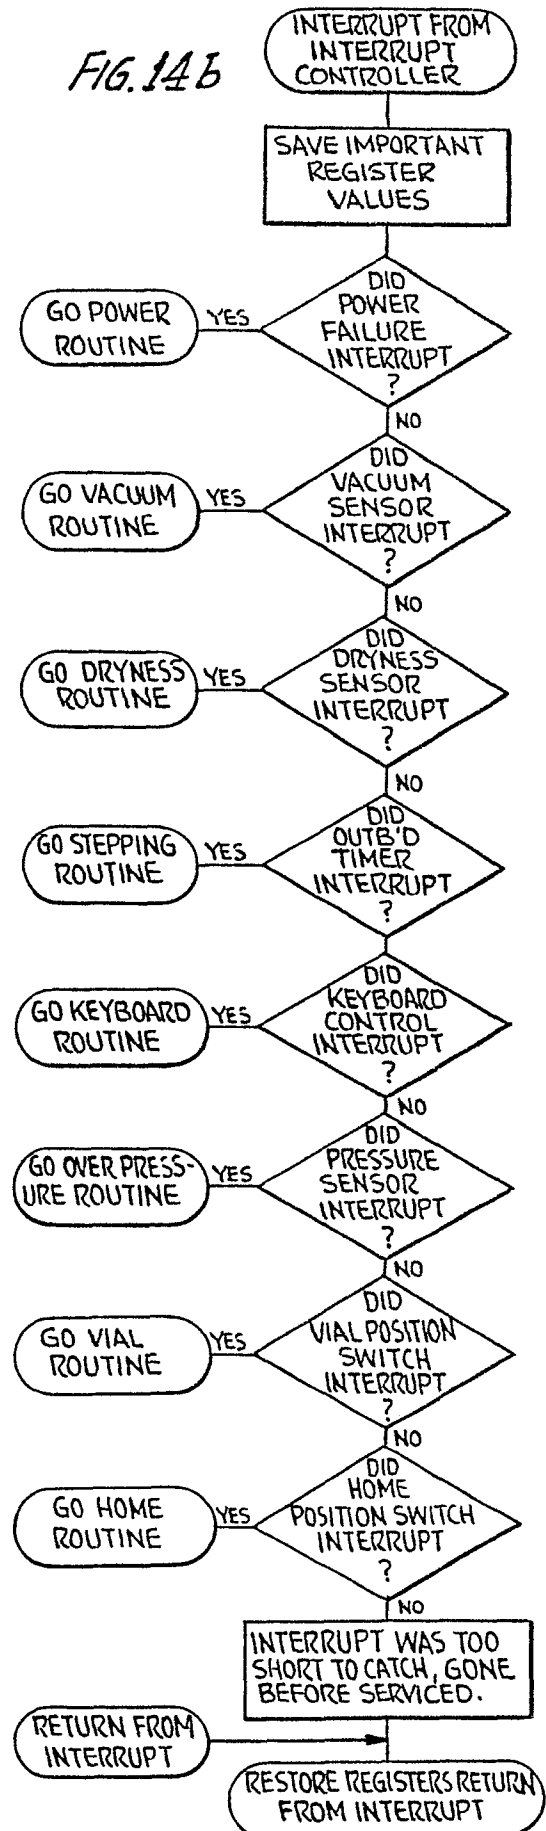 FIG. 14b
INTERRUPT FROM
INTERRUPT
CONTROLLER
SAVE IMPORTANT
REGISTER
VALUES
DID
POWER
FAILURE
INTERRUPT
?
YES
GO POWER
ROUTINE
NO
DID
VACUUM
SENSOR
INTERRUPT
?
YES
GO VACUUM
ROUTINE
NO
DID
DRYNESS
SENSOR
INTERRUPT
?
YES
GO DRYNESS
ROUTINE
NO
DID
OUTB'D
TIMER
INTERRUPT
?
YES
GO STEPPING
ROUTINE
DID
KEYBOARD
CONTROL
INTERRUPT
?
YES
GO KEYBOARD
ROUTINE
NO
DID
PRESSURE
SENSOR
INTERRUPT
?
YES
GO OVER PRESS-
URE ROUTINE
NO
DID
VIAL POSITION
SWITCH
INTERRUPT
?
YES
GO VIAL
ROUTINE
NO
DID
HOME
POSITION SWITCH
INTERRUPT
?
YES
GO HOME
ROUTINE
NO
INTERRUPT WAS TOO
SHORT TO CATCH, GONE
BEFORE SERVICED.
RETURN FROM
INTERRUPT
RESTORE REGISTERS RETURN
FROM INTERRUPT